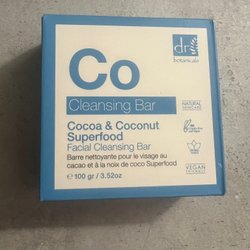 dr
botanicals
Co
Cleansing Bar
Cocoa & Coconut
Superfood
Facial Cleansing Bar
Barre nettoyante pour le visage au
cacao et à la noix de coco Superfood
℮ 100 gr / 3.52oz
NATURAL
SKINCARE
VEGAN
FRIENDLY